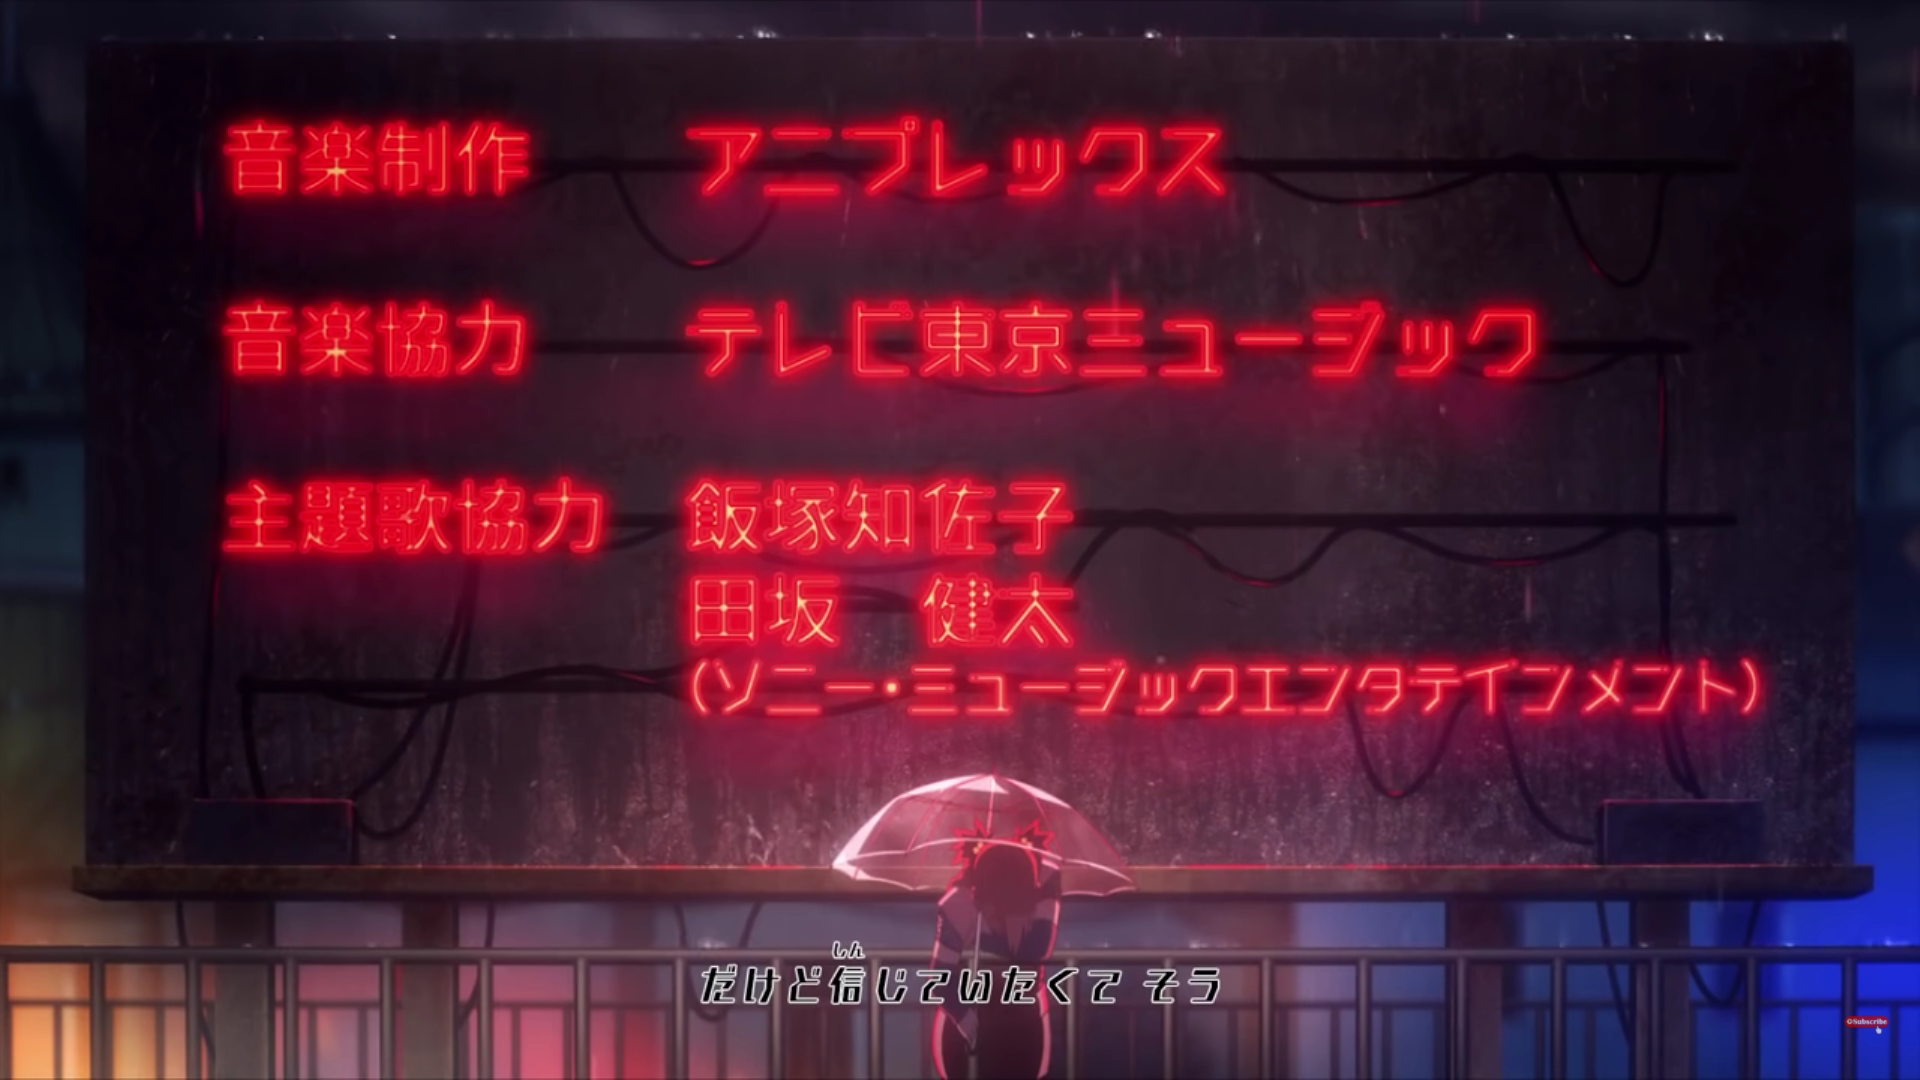 音楽制作 アニプレックス
音楽協力 テレビ東京ミュージック
主題歌協力 飯塚知佐子
田坂 健太
(ソニー・ミュージックエンタテインメント)
しん
だけど信じていたくて そう
Subscribe